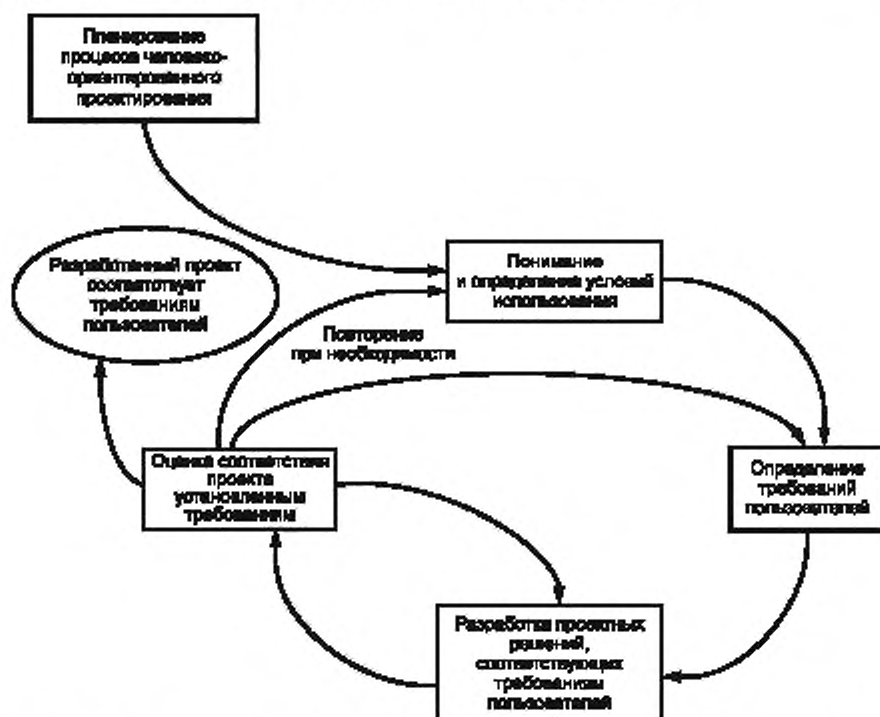 Планирование
процесса человеко-
ориентированного
проектирования
Разработанный проект
соответствует
требованиям
пользователей
Понимание
и определение условий
использования
Повторение
при необходимости
Оценка соответствия
проекта
установленным
требованиям
Определение
требований
пользователей
Разработка проектных
решений,
соответствующих
требованиям
пользователей